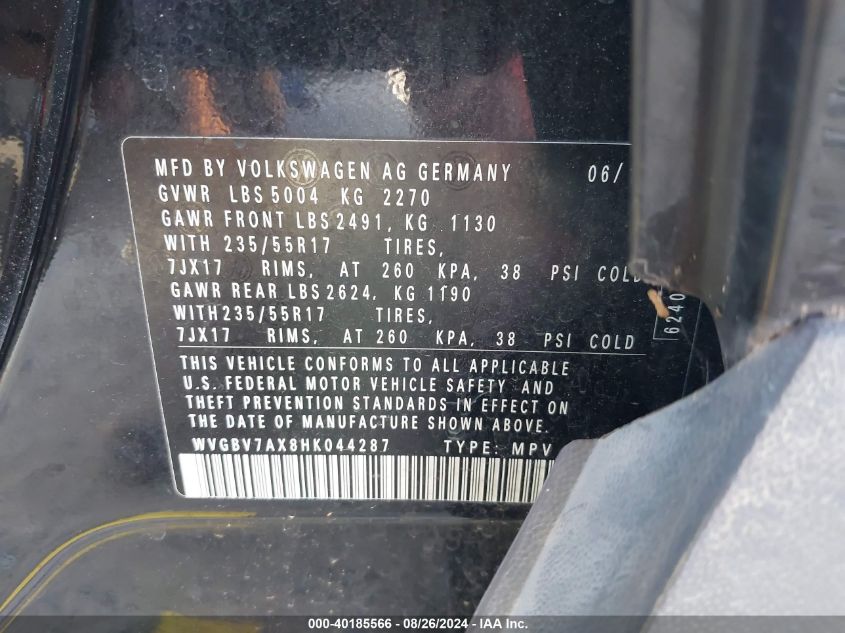 MFD BY VOLKSWAGEN AG GERMANY 06/
GVWR LBS 5004 KG 2270
GAWR FRONT LBS 2491, KG 1130
WITH 235/55R17 TIRES,
7JX17 RIMS, AT 260 KPA, 38 PSI COLD
GAWR REAR LBS 2624, KG 1190
WITH235/55R17 TIRES,
7JX17 RIMS, AT 260 KPA, 38 PSI COLD
6240
THIS VEHICLE CONFORMS TO ALL APPLICABLE
U.S. FEDERAL MOTOR VEHICLE SAFETY AND
THEFT PREVENTION STANDARDS IN EFFECT ON
THE DATE OF MANUFACTURE SHOWN ABOVE.
WVGBV7AX8HK044287 TYPE: MPV
000-40185566 - 08/26/2024 - IAA Inc.